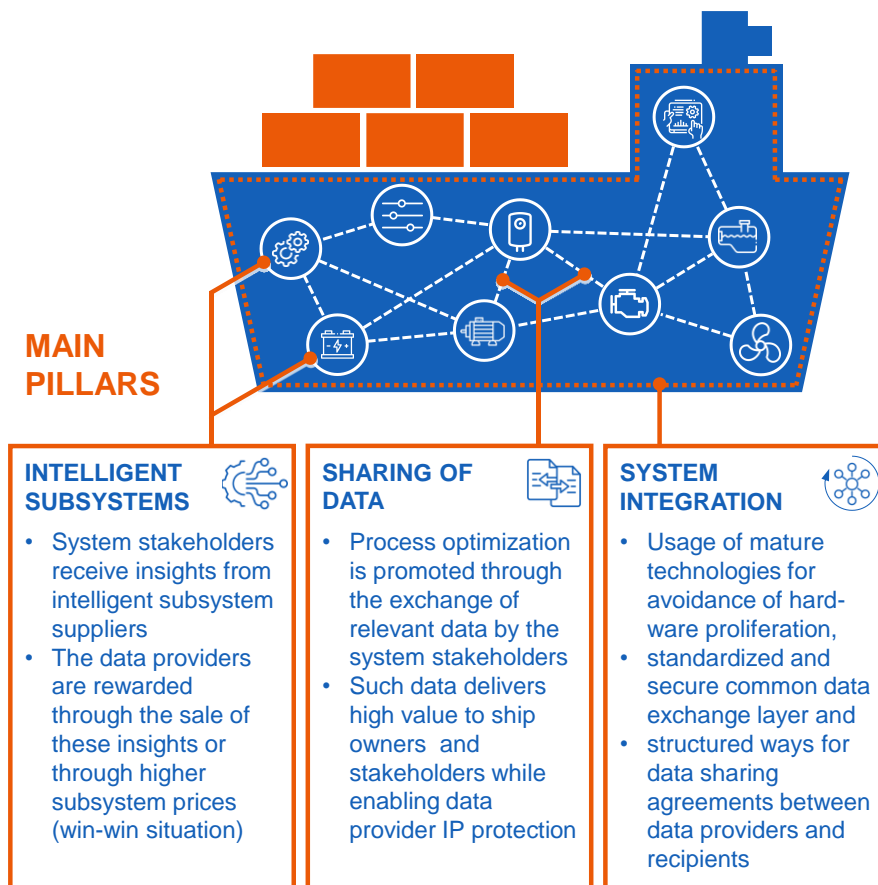 MAIN
PILLARS
INTELLIGENT
SUBSYSTEMS
• System stakeholders
receive insights from
intelligent subsystem
suppliers
• The data providers
are rewarded
through the sale of
these insights or
through higher
subsystem prices
(win-win situation)
SHARING OF
DATA
• Process optimization
is promoted through
the exchange of
relevant data by the
system stakeholders
• Such data delivers
high value to ship
owners and
stakeholders while
enabling data
provider IP protection
SYSTEM
INTEGRATION
• Usage of mature
technologies for
avoidance of hard-
ware proliferation,
• standardized and
secure common data
exchange layer and
• structured ways for
data sharing
agreements between
data providers and
recipients